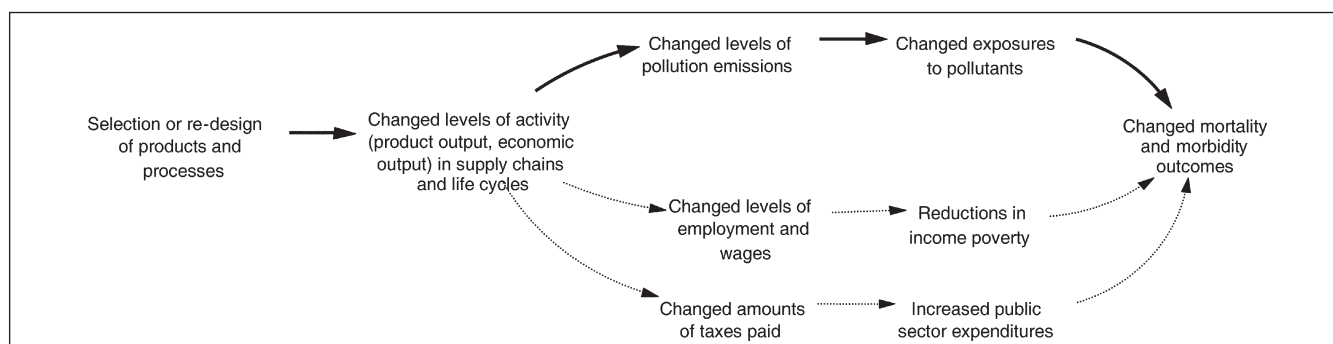 Selection or re-design
of products and
processes
Changed levels of activity
(product output, economic
output) in supply chains
and life cycles
Changed levels of
pollution emissions
Changed exposures
to pollutants
Changed mortality
and morbidity
outcomes
Changed levels of
employment and
wages
Reductions in
income poverty
Changed amounts
of taxes paid
Increased public
sector expenditures